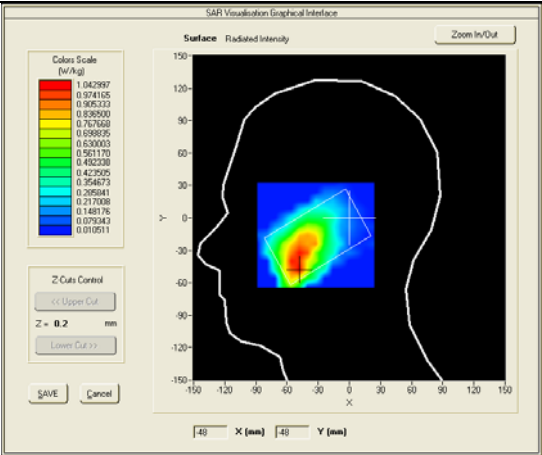 SAR Visualisation Graphical Interface
Surface Radiated Intensity
Zoom In/Out
Colors Scale
(W/kg)
1.042997
0.974165
0.905333
0.836500
0.767668
0.698835
0.630003
0.561170
0.492338
0.423505
0.354673
0.285841
0.217008
0.148176
0.079343
0.010511
150
120
90
60
30
0
-30
-60
-90
-120
-150
Y
-150 -120 -90 -60 -30 0 30 60 90 120 150
X
Z-Cuts Control
<< Upper Cut
Z = 0.2 mm
Lower Cut >>
SAVE Cancel
-48 X (mm) -48 Y (mm)